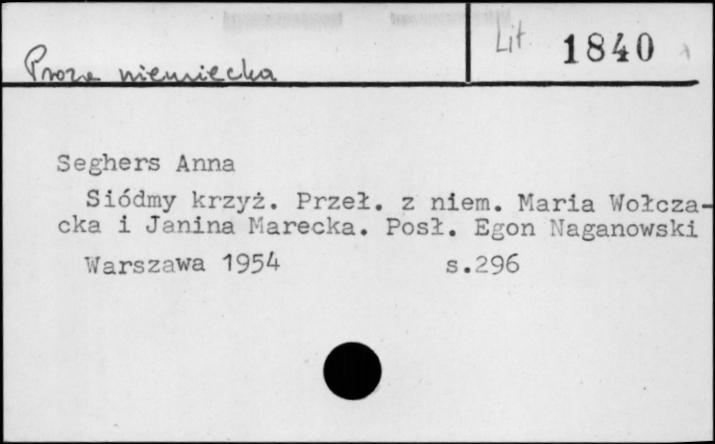 Lit 1840
Proza niemiecka
Seghers Anna
Siódmy krzyż. Przeł. z niem. Maria Wołcza-
cka i Janina Marecka. Posł. Egon Naganowski
Warszawa 1954 s.296